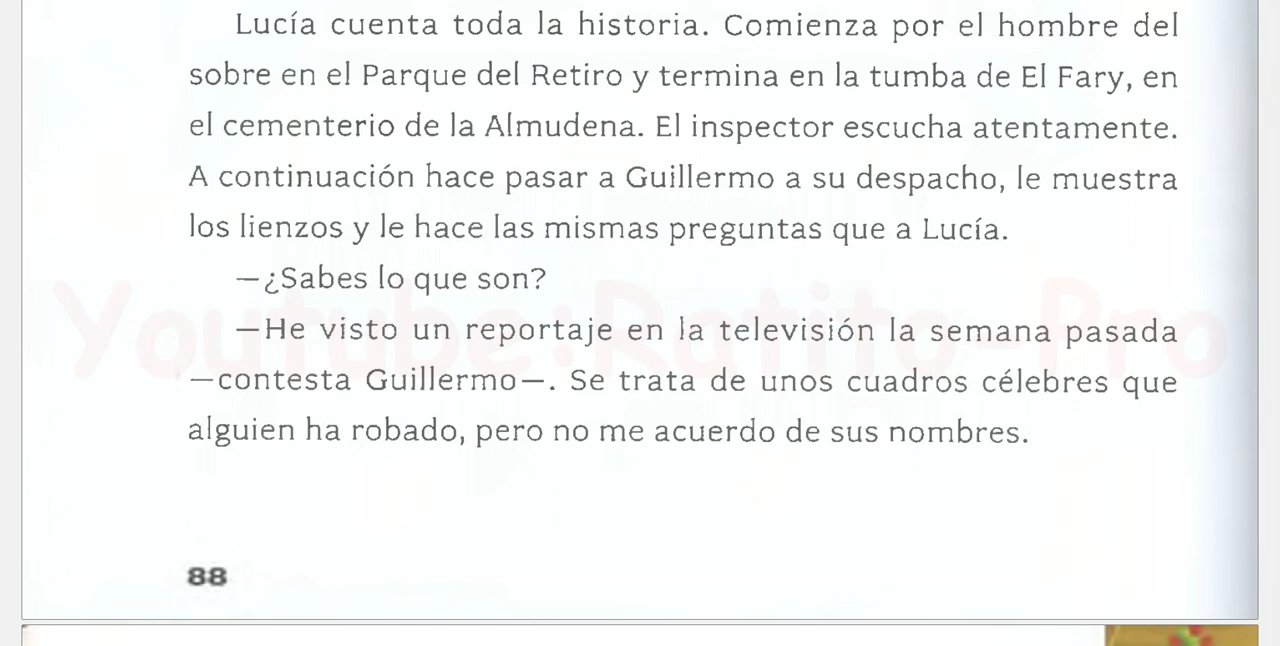 Lucía cuenta toda la historia. Comienza por el hombre del
sobre en el Parque del Retiro y termina en la tumba de El Fary, en
el cementerio de la Almudena. El inspector escucha atentamente.
A continuación hace pasar a Guillermo a su despacho, le muestra
los lienzos y le hace las mismas preguntas que a Lucía.
—¿Sabes lo que son?
Youtube:Ratito-Pro
—He visto un reportaje en la televisión la semana pasada
—contesta Guillermo—. Se trata de unos cuadros célebres que
alguien ha robado, pero no me acuerdo de sus nombres.
88